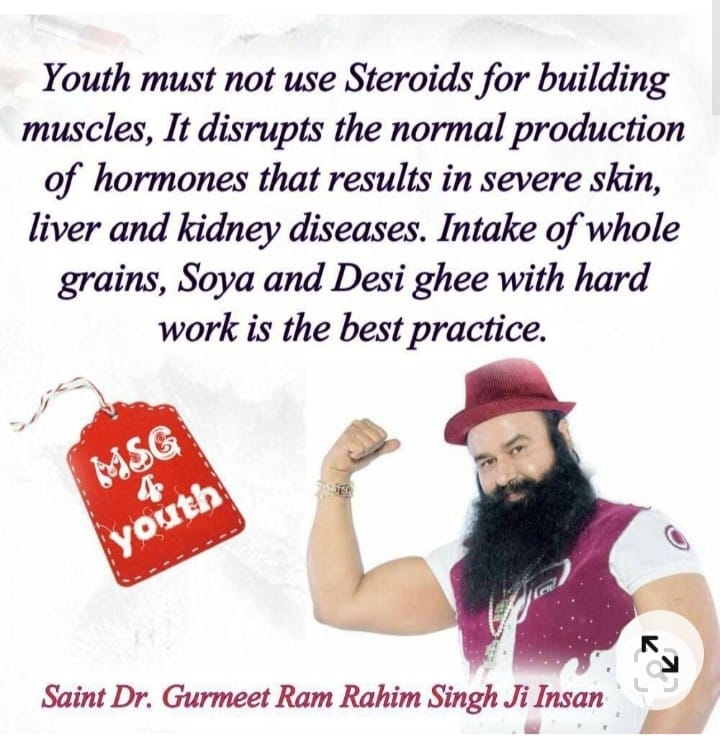 Youth must not use Steroids for building
muscles, It disrupts the normal production
of hormones that results in severe skin,
liver and kidney diseases. Intake of whole
grains, Soya and Desi ghee with hard
work is the best practice.
MSG
4
youth
Saint Dr. Gurmeet Ram Rahim Singh Ji Insan